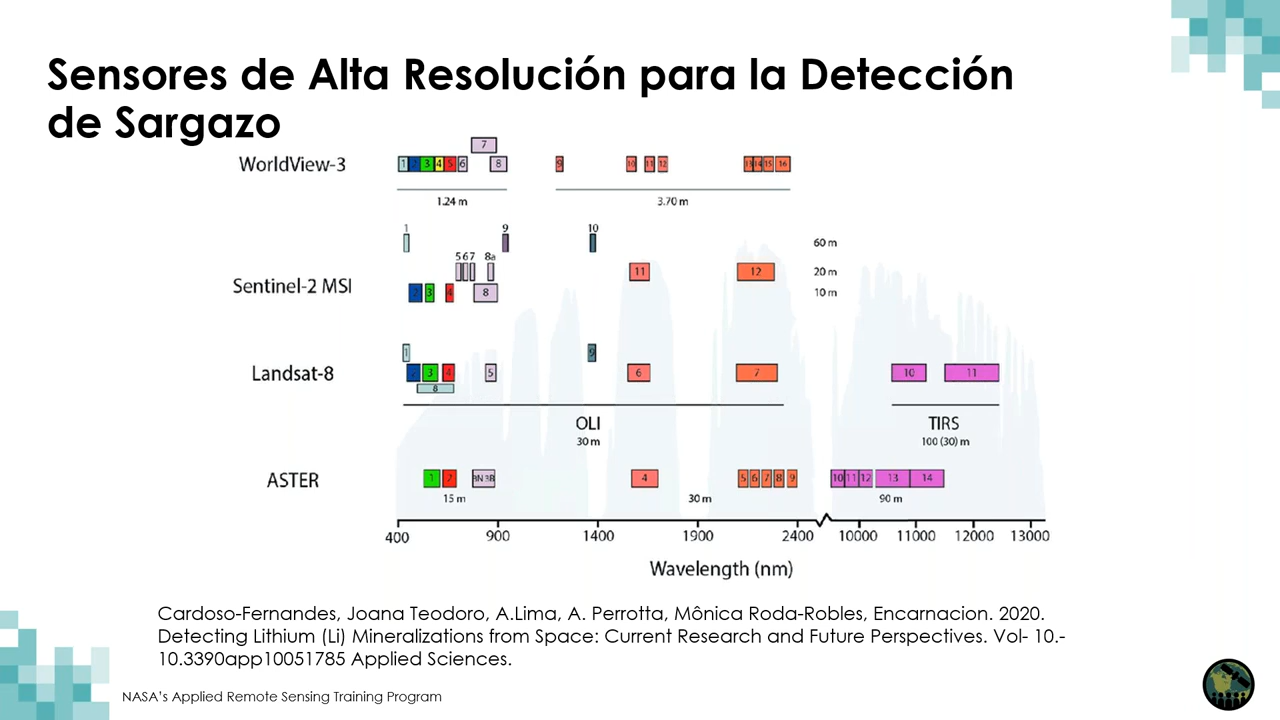 Sensores de Alta Resolución para la Detección
de Sargazo
7
WorldView-3 1 2 3 4 5 6 8 9 10 11 12 13 14 15 16
1.24 m 3.70 m
1 9 10 60 m
5 6 7 8a 11 12 20 m
Sentinel-2 MSI
2 3 4 8 10 m
1 9
Landsat-8 2 3 4 5 6 7 10 11
8
OLI TIRS
30 m 100 (30) m
ASTER 1 2 3N 3B 4 5 6 7 8 9 10 11 12 13 14
15 m 30 m 90 m
400 900 1400 1900 2400 10000 11000 12000 13000
Wavelength (nm)
Cardoso-Fernandes, Joana Teodoro, A.Lima, A. Perrotta, Mônica Roda-Robles, Encarnacion. 2020.
Detecting Lithium (Li) Mineralizations from Space: Current Research and Future Perspectives. Vol- 10.-
10.3390app10051785 Applied Sciences.
NASA's Applied Remote Sensing Training Program